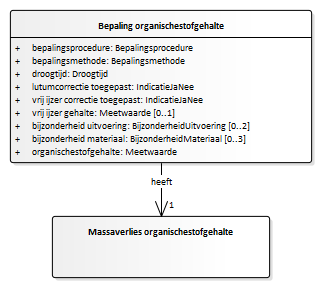 Bepaling organischestofgehalte
+ bepalingsprocedure: Bepalingsprocedure
+ bepalingsmethode: Bepalingsmethode
+ droogtijd: Droogtijd
+ lutumcorrectie toegepast: IndicatieJaNee
+ vrij ijzer correctie toegepast: IndicatieJaNee
+ vrij ijzer gehalte: Meetwaarde [0..1]
+ bijzonderheid uitvoering: BijzonderheidUitvoering [0..2]
+ bijzonderheid materiaal: BijzonderheidMateriaal [0..3]
+ organischestofgehalte: Meetwaarde
heeft
1
Massaverlies organischestofgehalte